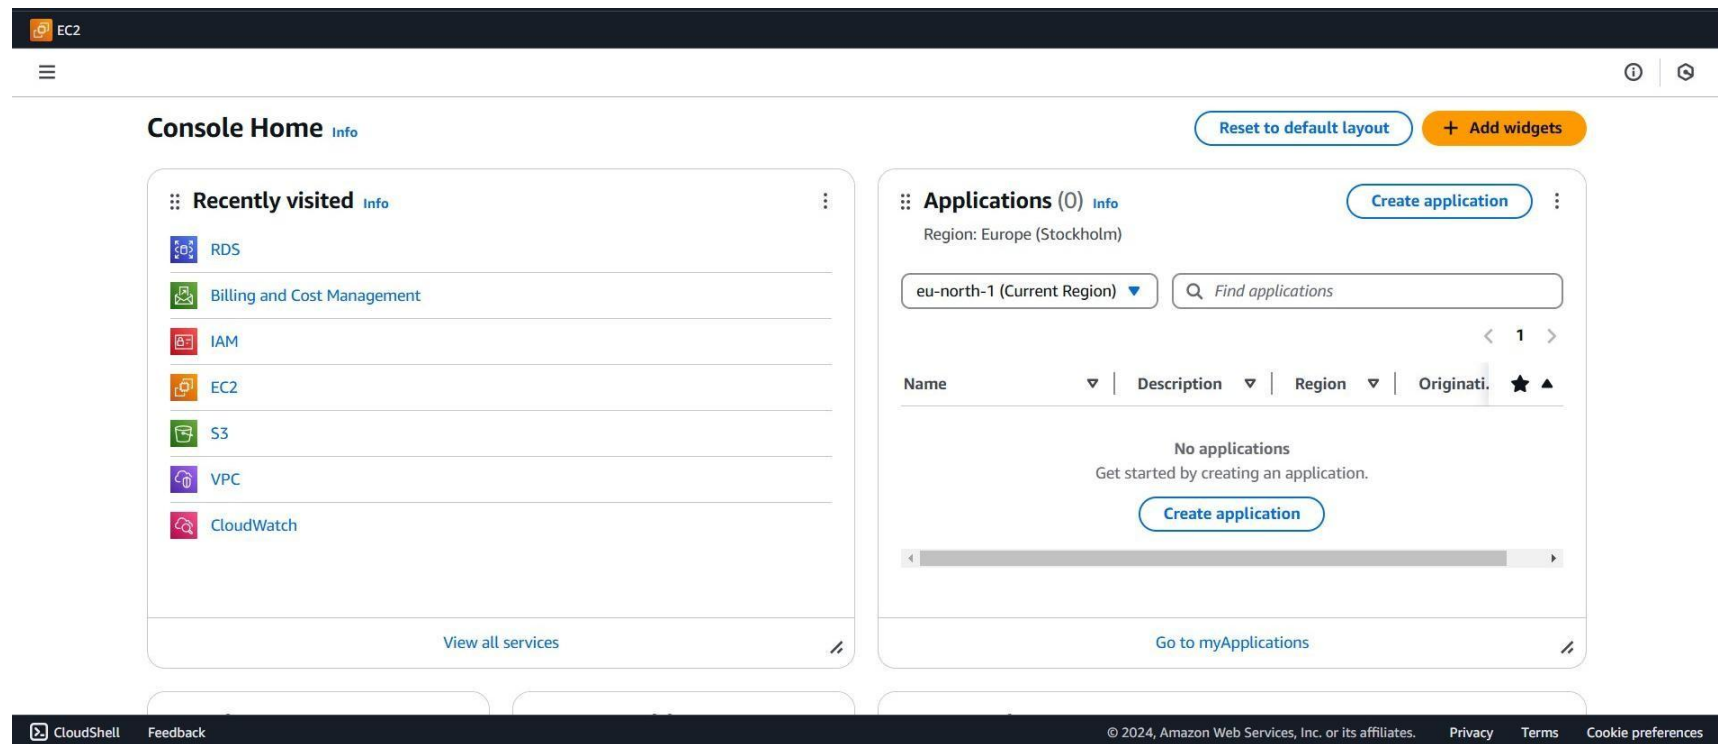 EC2
Console Home Info
Reset to default layout
+ Add widgets
Recently visited Info
RDS
Billing and Cost Management
IAM
EC2
S3
VPC
CloudWatch
View all services
Applications (0) Info
Create application
Region: Europe (Stockholm)
eu-north-1 (Current Region)
Find applications
1
Name Description Region Originati.
No applications
Get started by creating an application.
Create application
Go to myApplications
CloudShell Feedback © 2024, Amazon Web Services, Inc. or its affiliates. Privacy Terms Cookie preferences